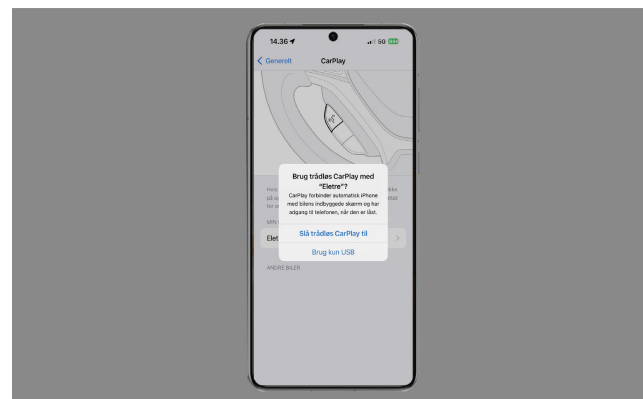 14.36
5G
Generelt
CarPlay
Brug trådløs CarPlay med
“Eletre”?
CarPlay forbinder automatisk iPhone
med bilens indbyggede skærm og har
adgang til telefonen, når den er låst.
Slå trådløs CarPlay til
Elet
Brug kun USB
ANDRE BILER